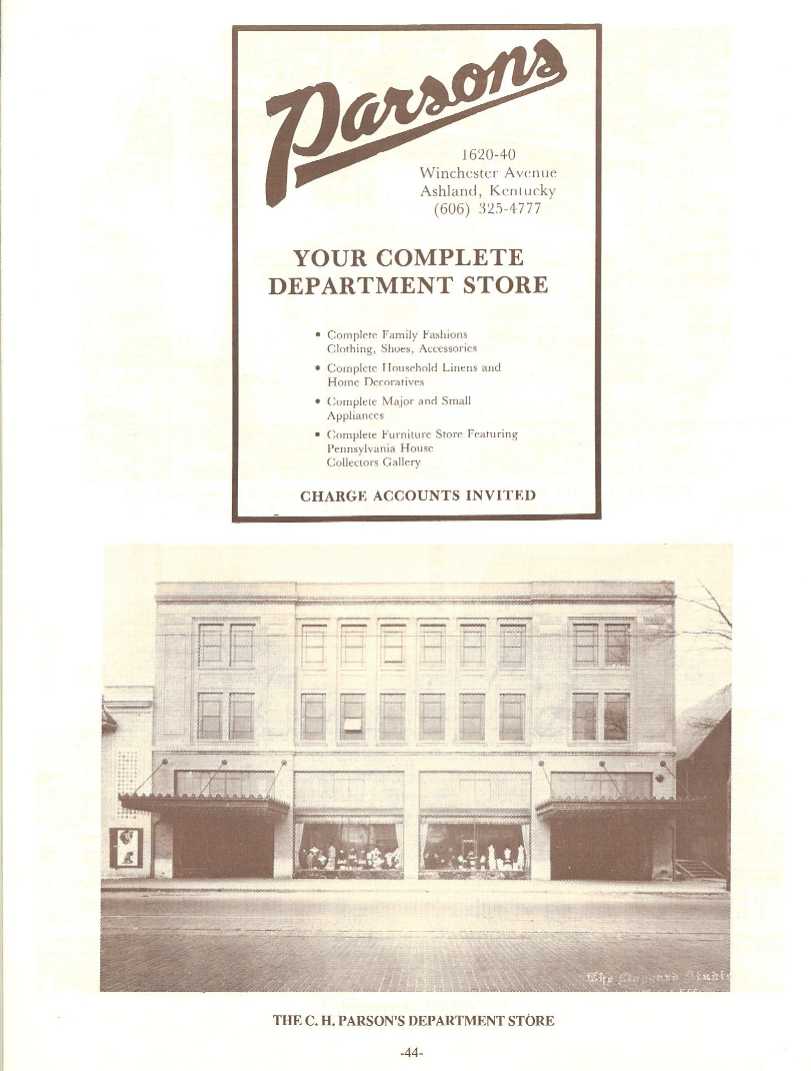 Parsons
1620-40
Winchester Avenue
Ashland, Kentucky
(606) 325-4777
YOUR COMPLETE
DEPARTMENT STORE
• Complete Family Fashions
Clothing, Shoes, Accessories
• Complete Household Linens and
Home Decoratives
• Complete Major and Small
Appliances
• Complete Furniture Store Featuring
Pennsylvania House
Collectors Gallery
CHARGE ACCOUNTS INVITED
The
THE C. H. PARSON'S DEPARTMENT STORE
-44-